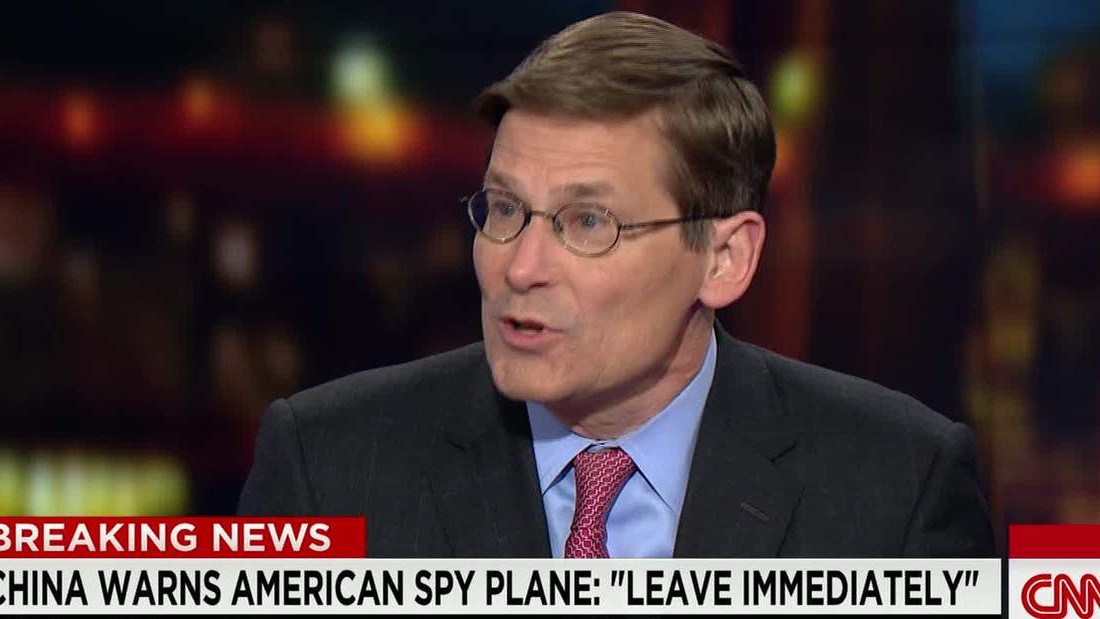 BREAKING NEWS
CHINA WARNS AMERICAN SPY PLANE: "LEAVE IMMEDIATELY"
CNN